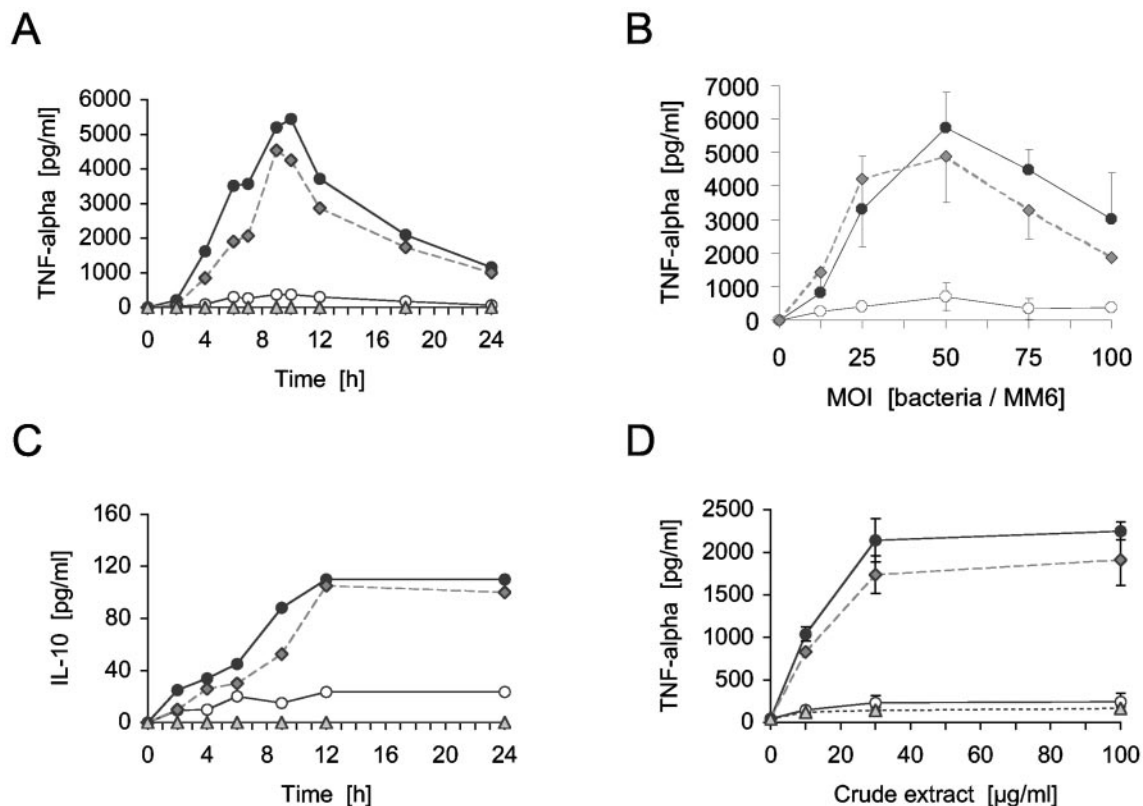 A
TNF-alpha [pg/ml]
6000
5000
4000
3000
2000
1000
0
0 4 8 12 16 20 24
Time [h]
B
TNF-alpha [pg/ml]
7000
6000
5000
4000
3000
2000
1000
0
0 25 50 75 100
MOI [bacteria / MM6]
C
IL-10 [pg/ml]
160
120
80
40
0
0 4 8 12 16 20 24
Time [h]
D
TNF-alpha [pg/ml]
2500
2000
1500
1000
500
0
0 20 40 60 80 100
Crude extract [µg/ml]